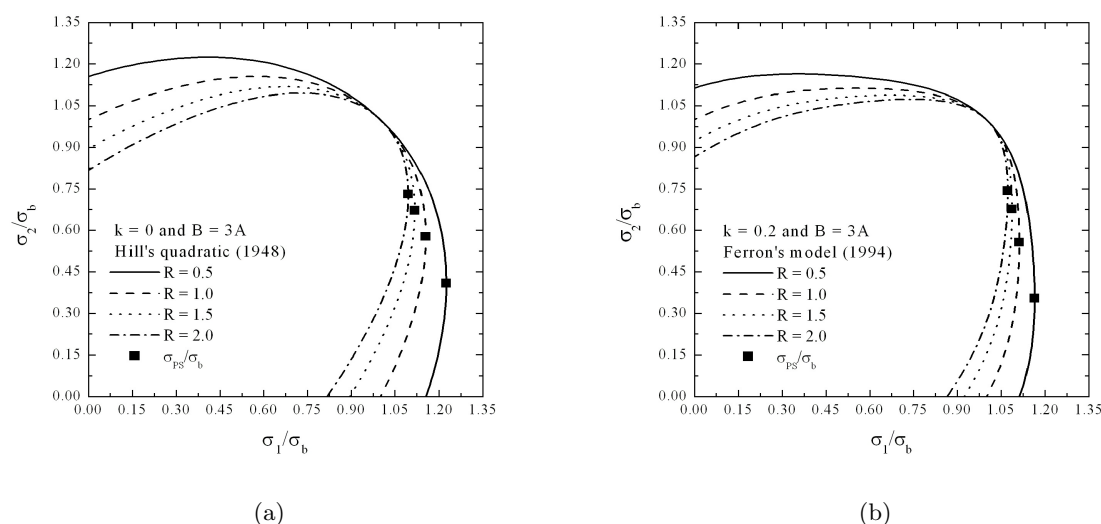 1.35
1.20
1.05
0.90
0.75
0.60
0.45
0.30
0.15
0.00
σ2/σb
k = 0 and B = 3A
Hill's quadratic (1948)
R = 0.5
R = 1.0
R = 1.5
R = 2.0
σPS/σb
0.00 0.15 0.30 0.45 0.60 0.75 0.90 1.05 1.20 1.35
σ1/σb
(a)
1.35
1.20
1.05
0.90
0.75
0.60
0.45
0.30
0.15
0.00
σ2/σb
k = 0.2 and B = 3A
Ferron's model (1994)
R = 0.5
R = 1.0
R = 1.5
R = 2.0
σPS/σb
0.00 0.15 0.30 0.45 0.60 0.75 0.90 1.05 1.20 1.35
σ1/σb
(b)